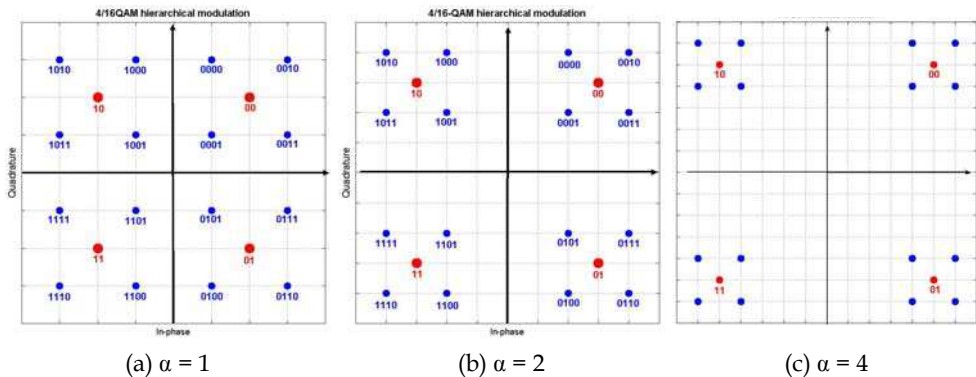 4/16QAM hierarchical modulation
1010 1000 0000 0010
10 00
1011 1001 0001 0011
Quadrature
1111 1101 0101 0111
11 01
1110 1100 0100 0110
In-phase
(a) α = 1
4/16-QAM hierarchical modulation
1010 1000 0000 0010
10 00
1011 1001 0001 0011
Quadrature
1111 1101 0101 0111
11 01
1110 1100 0100 0110
In-phase
(b) α = 2
10 00
11 01
(c) α = 4